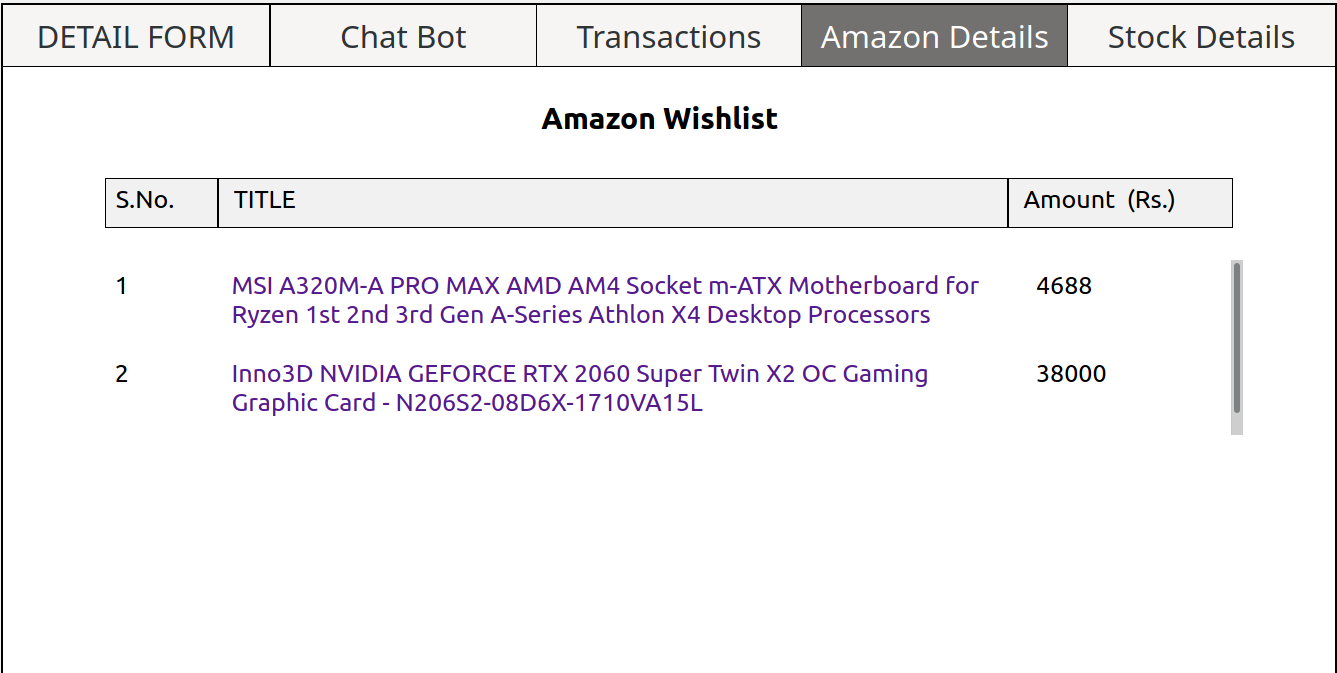 DETAIL FORM Chat Bot Transactions Amazon Details Stock Details
Amazon Wishlist
S.No. TITLE Amount (Rs.)
1 MSI A320M-A PRO MAX AMD AM4 Socket m-ATX Motherboard for 4688
Ryzen 1st 2nd 3rd Gen A-Series Athlon X4 Desktop Processors
2 Inno3D NVIDIA GEFORCE RTX 2060 Super Twin X2 OC Gaming 38000
Graphic Card - N206S2-08D6X-1710VA15L